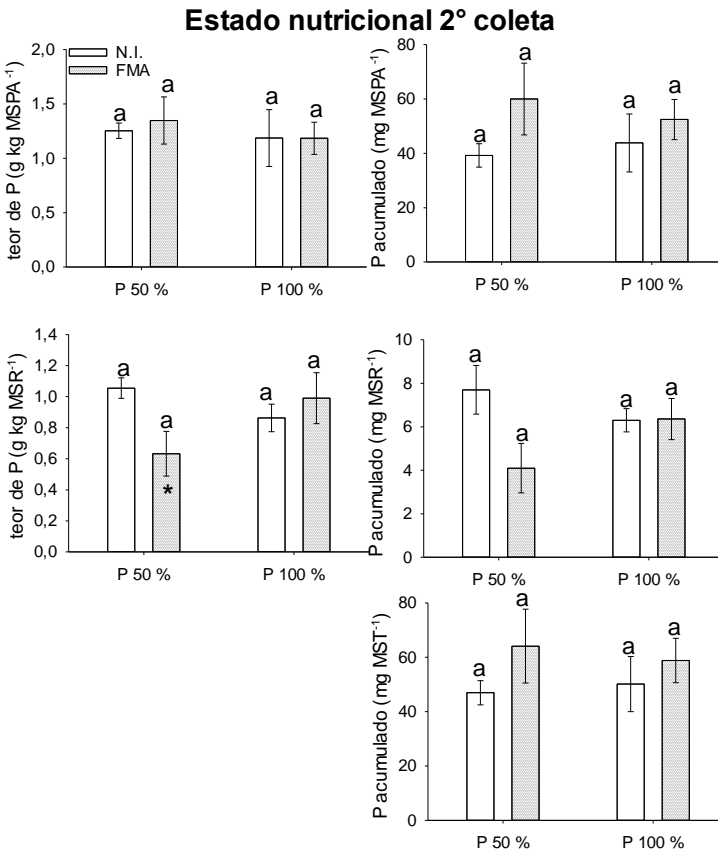 Estado nutricional 2° coleta
teor de P (g kg MSPA⁻¹)
2,0
1,5
1,0
0,5
0,0
N.I.
FMA
a
a
a
a
P 50 %
P 100 %
P acumulado (mg MSPA⁻¹)
80
60
40
20
0
a
a
a
a
P 50 %
P 100 %
teor de P (g kg MSR⁻¹)
1,4
1,2
1,0
0,8
0,6
0,4
0,2
0,0
a
a
*
a
a
P 50 %
P 100 %
P acumulado (mg MSR⁻¹)
10
8
6
4
2
0
a
a
a
a
P 50 %
P 100 %
P acumulado (mg MST⁻¹)
80
60
40
20
0
a
a
a
a
P 50 %
P 100 %